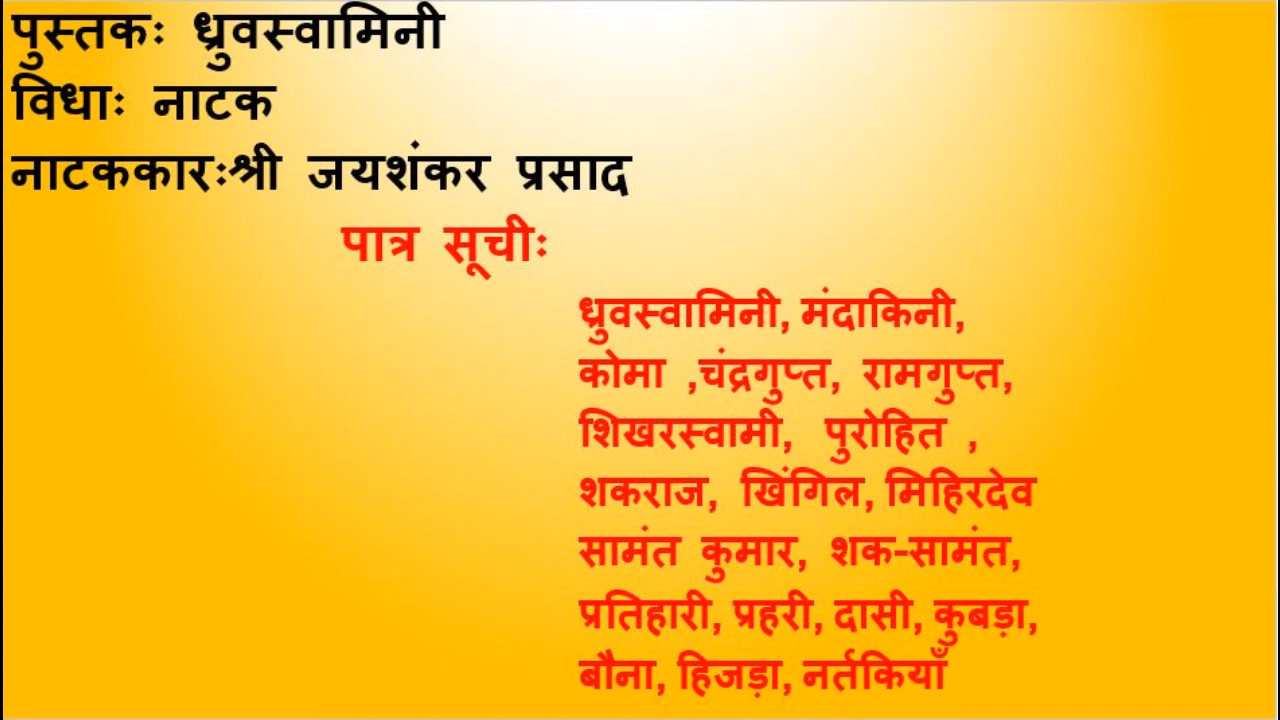 पुस्तकः ध्रुवस्वामिनी
विधाः नाटक
नाटककारःश्री जयशंकर प्रसाद
पात्र सूचीः
ध्रुवस्वामिनी, मंदाकिनी,
कोमा ,चंद्रगुप्त, रामगुप्त,
शिखरस्वामी, पुरोहित ,
शकराज, खिंगिल, मिहिरदेव
सामंत कुमार, शक-सामंत,
प्रतिहारी, प्रहरी, दासी, कुबड़ा,
बौना, हिजड़ा, नर्तकियाँ